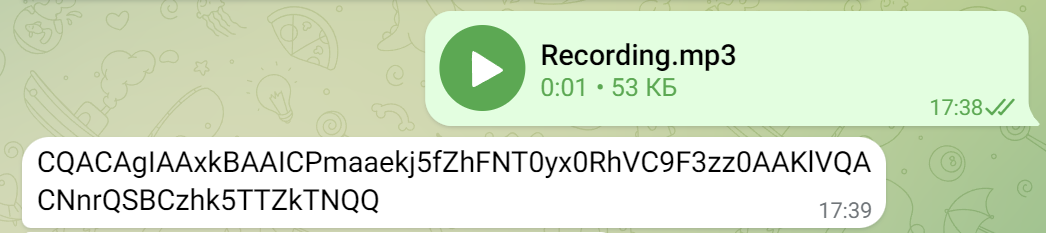 Recording.mp3
0:01 • 53 КБ
17:38
CQACAgIAAxkBAAICPmaaekj5fZhFNT0yx0RhVC9F3zz0AAKlVQA
CNnrQSBCzhk5TTZkTNQQ
17:39